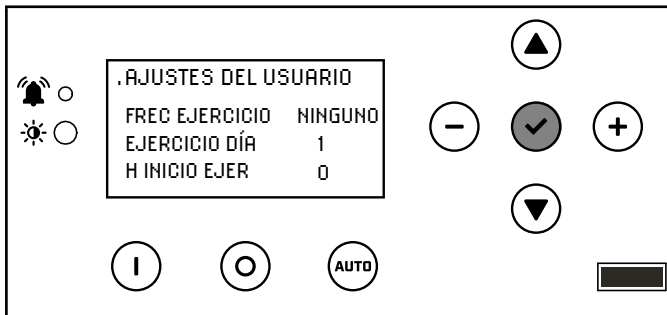 .AJUSTES DEL USUARIO
FREC EJERCICIO NINGUNO
EJERCICIO DÍA 1
H INICIO EJER 0
AUTO